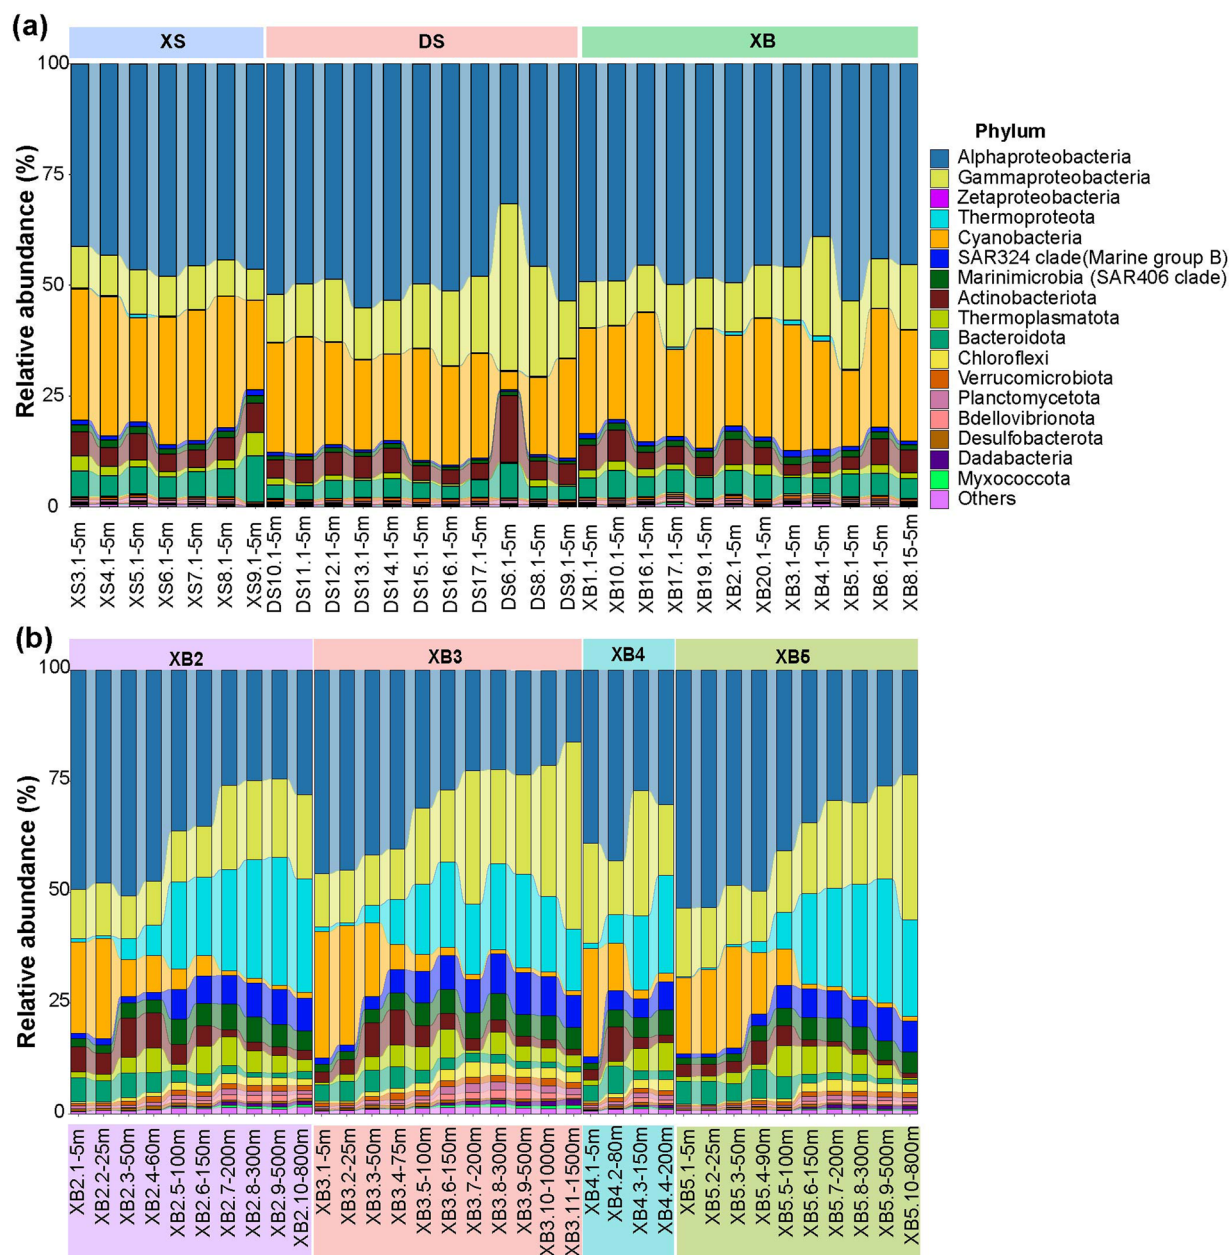 (a)
XS
DS
XB
100
75
50
25
0
Relative abundance (%)
XS3.1-5m
XS4.1-5m
XS5.1-5m
XS6.1-5m
XS7.1-5m
XS8.1-5m
XS9.1-5m
DS10.1-5m
DS11.1-5m
DS12.1-5m
DS13.1-5m
DS14.1-5m
DS15.1-5m
DS16.1-5m
DS17.1-5m
DS6.1-5m
DS8.1-5m
DS9.1-5m
XB1.1-5m
XB10.1-5m
XB16.1-5m
XB17.1-5m
XB19.1-5m
XB2.1-5m
XB20.1-5m
XB3.1-5m
XB4.1-5m
XB5.1-5m
XB6.1-5m
XB8.15-5m
Phylum
Alphaproteobacteria
Gammaproteobacteria
Zetaproteobacteria
Thermoproteota
Cyanobacteria
SAR324 clade(Marine group B)
Marinimicrobia (SAR406 clade)
Actinobacteriota
Thermoplasmatota
Bacteroidota
Chloroflexi
Verrucomicrobiota
Planctomycetota
Bdellovibrionota
Desulfobacterota
Dadabacteria
Myxococcota
Others
(b)
XB2
XB3
XB4
XB5
100
75
50
25
0
Relative abundance (%)
XB2.1-5m
XB2.2-25m
XB2.3-50m
XB2.4-60m
XB2.5-100m
XB2.6-150m
XB2.7-200m
XB2.8-300m
XB2.9-500m
XB2.10-800m
XB3.1-5m
XB3.2-25m
XB3.3-50m
XB3.4-75m
XB3.5-100m
XB3.6-150m
XB3.7-200m
XB3.8-300m
XB3.9-500m
XB3.10-1000m
XB3.11-1500m
XB4.1-5m
XB4.2-80m
XB4.3-150m
XB4.4-200m
XB5.1-5m
XB5.2-25m
XB5.3-50m
XB5.4-90m
XB5.5-100m
XB5.6-150m
XB5.7-200m
XB5.8-300m
XB5.9-500m
XB5.10-800m